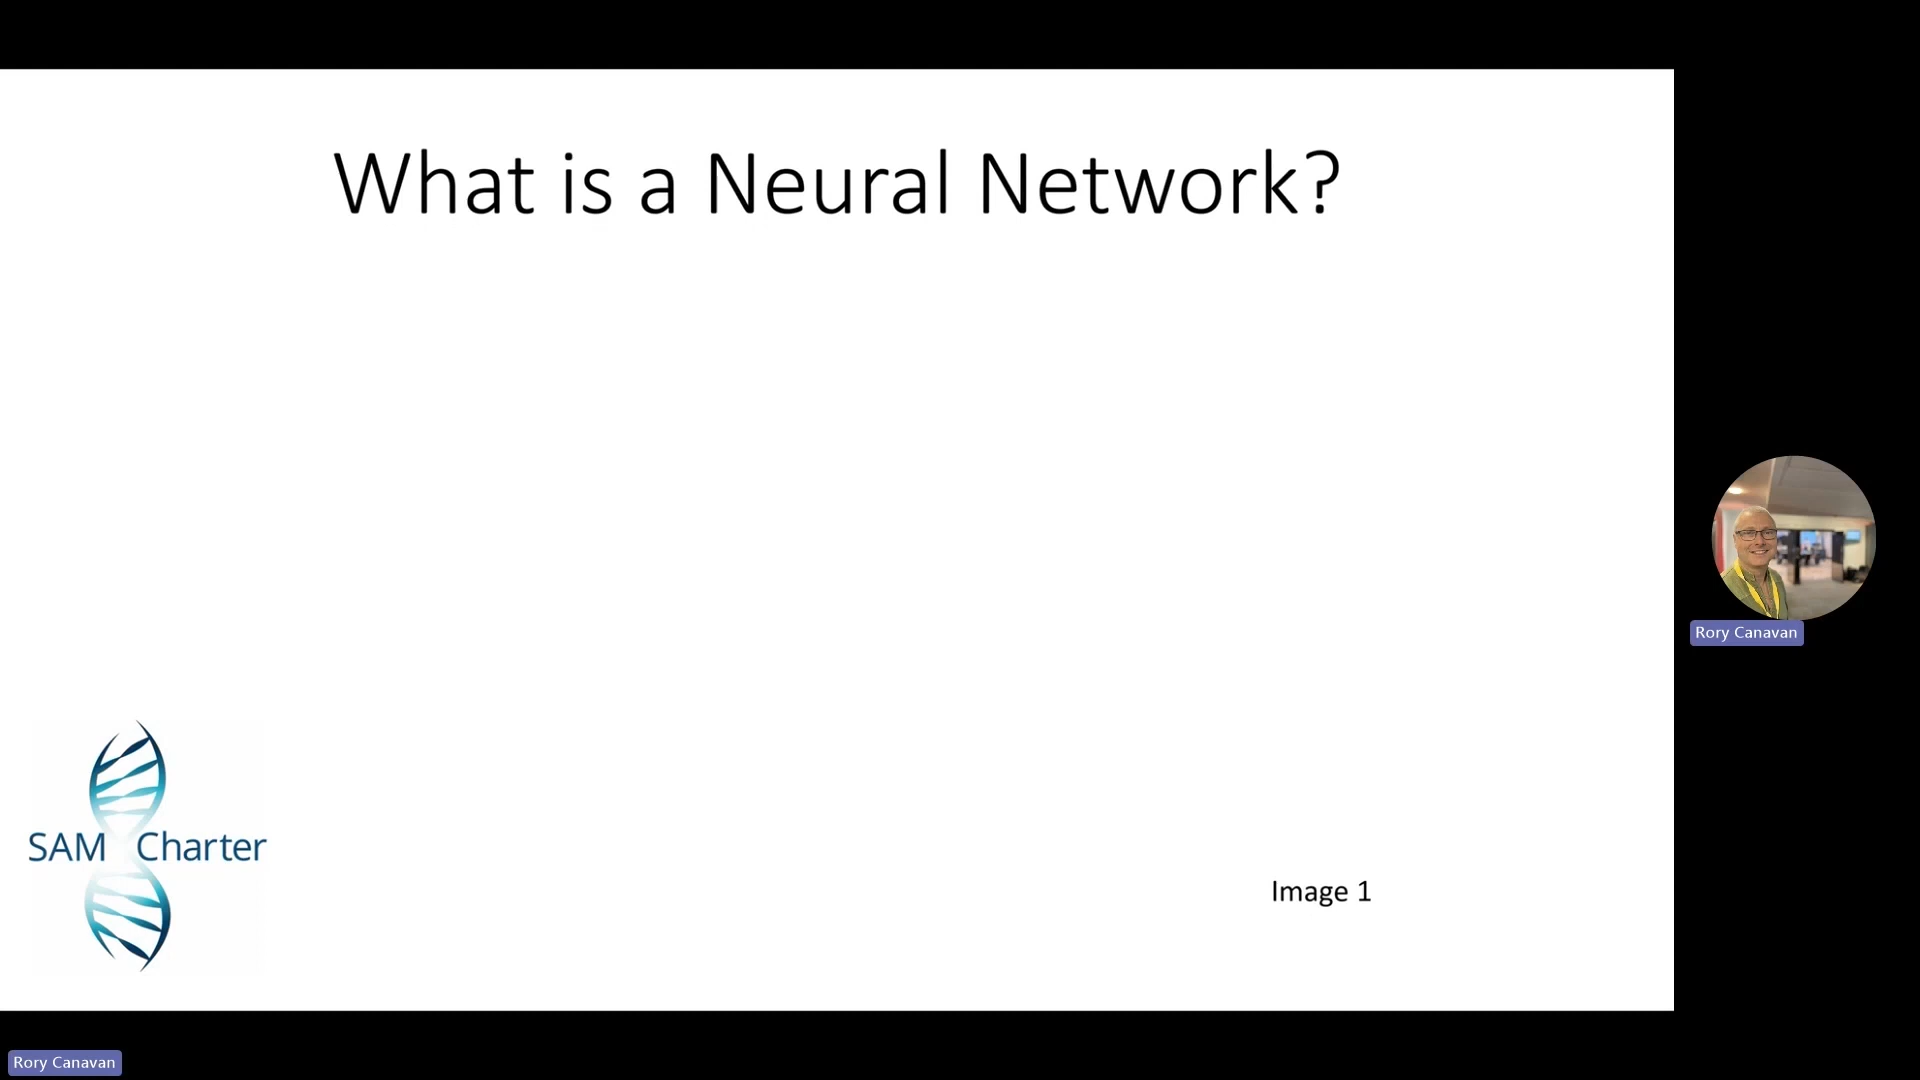 What is a Neural Network?
Rory Canavan
SAM Charter
Image 1
Rory Canavan